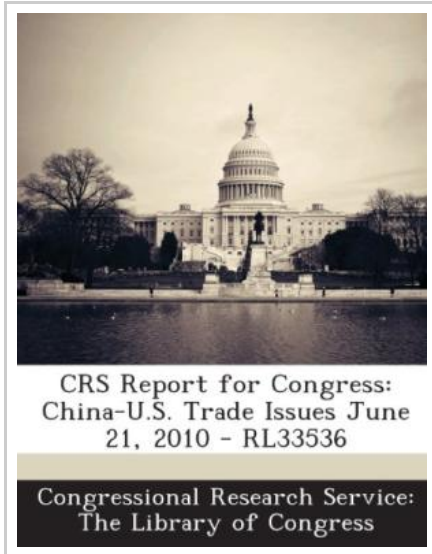 CRS Report for Congress:
China-U.S. Trade Issues June
21, 2010 - RL33536
Congressional Research Service:
The Library of Congress